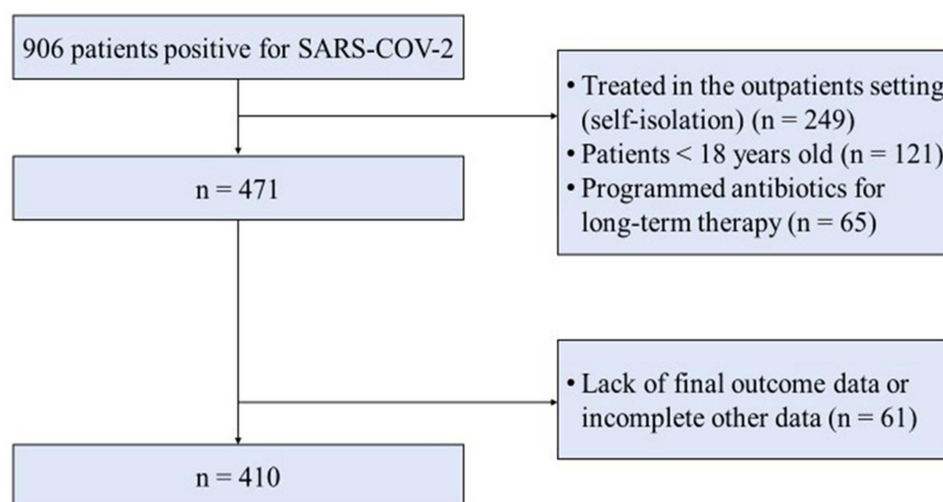 906 patients positive for SARS-COV-2
• Treated in the outpatients setting
(self-isolation) (n = 249)
• Patients < 18 years old (n = 121)
• Programmed antibiotics for
long-term therapy (n = 65)
n = 471
• Lack of final outcome data or
incomplete other data (n = 61)
n = 410